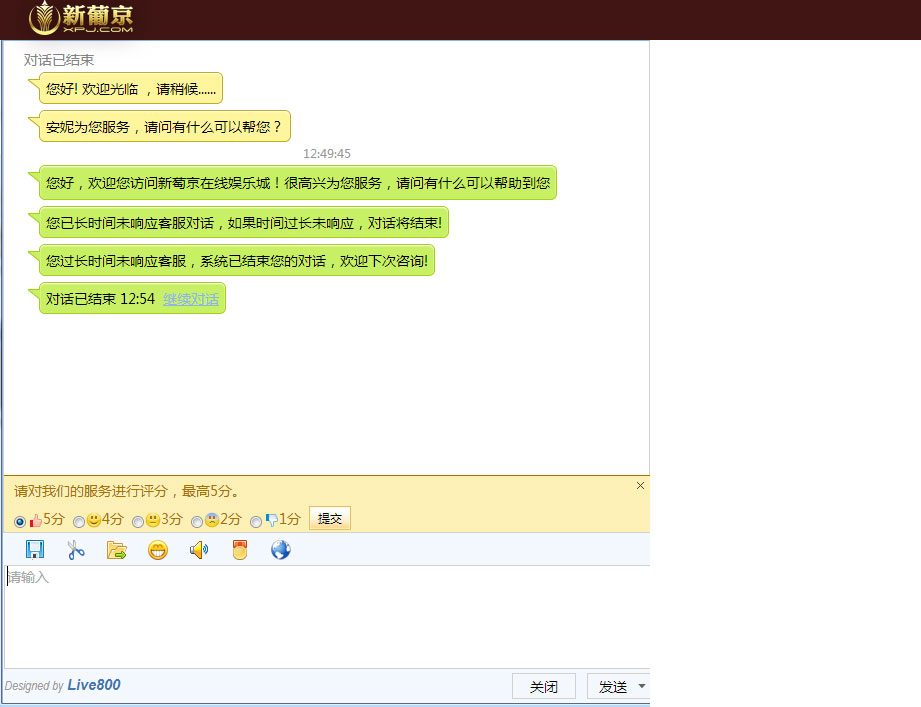 新葡京
XPJ.COM
对话已结束
您好! 欢迎光临 ，请稍候......
安妮为您服务，请问有什么可以帮您？
12:49:45
您好，欢迎您访问新萄京在线娱乐城！很高兴为您服务，请问有什么可以帮助到您
您已长时间未响应客服对话，如果时间过长未响应，对话将结束!
您过长时间未响应客服，系统已结束您的对话，欢迎下次咨询!
对话已结束 12:54 继续对话
请对我们的服务进行评分，最高5分。
5分 4分 3分 2分 1分 提交
请输入
Designed by Live800
关闭 发送